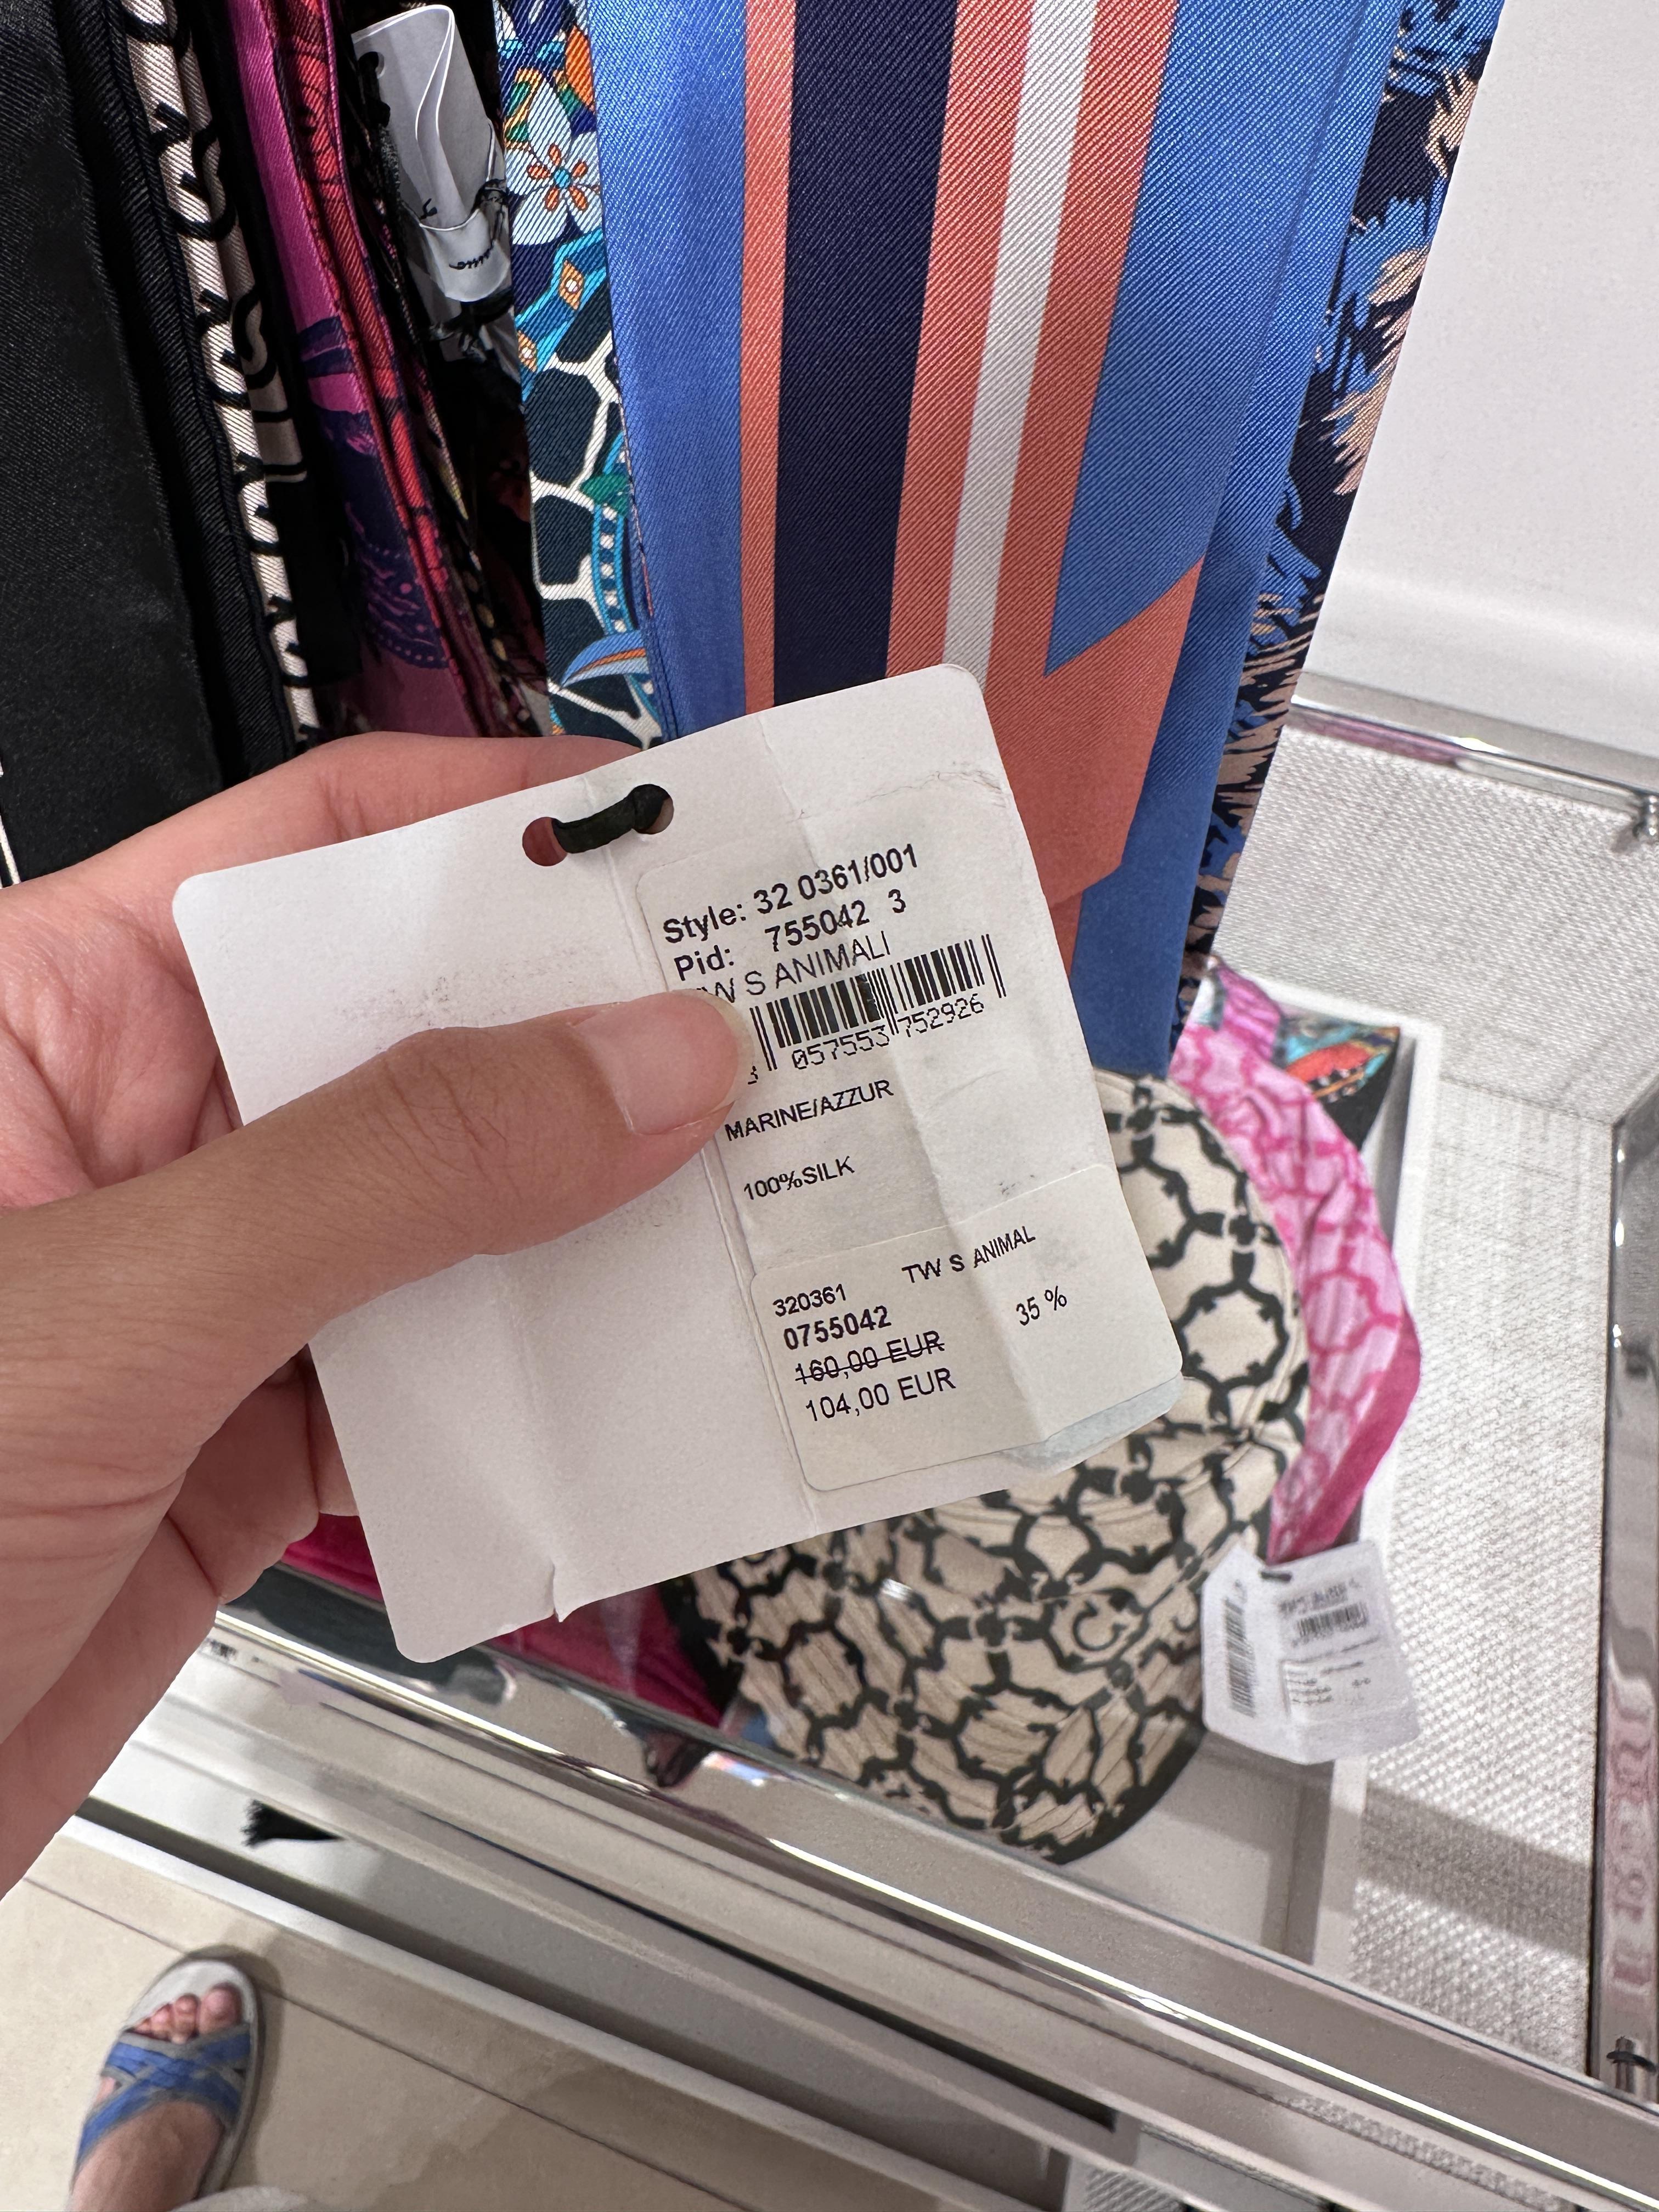 Style: 32 0361/001
Pid: 755042 3
W S ANIMALI
3 057553 752926
MARINE/AZZUR
100%SILK
TW S ANIMAL
320361
0755042
35 %
160,00 EUR
104,00 EUR